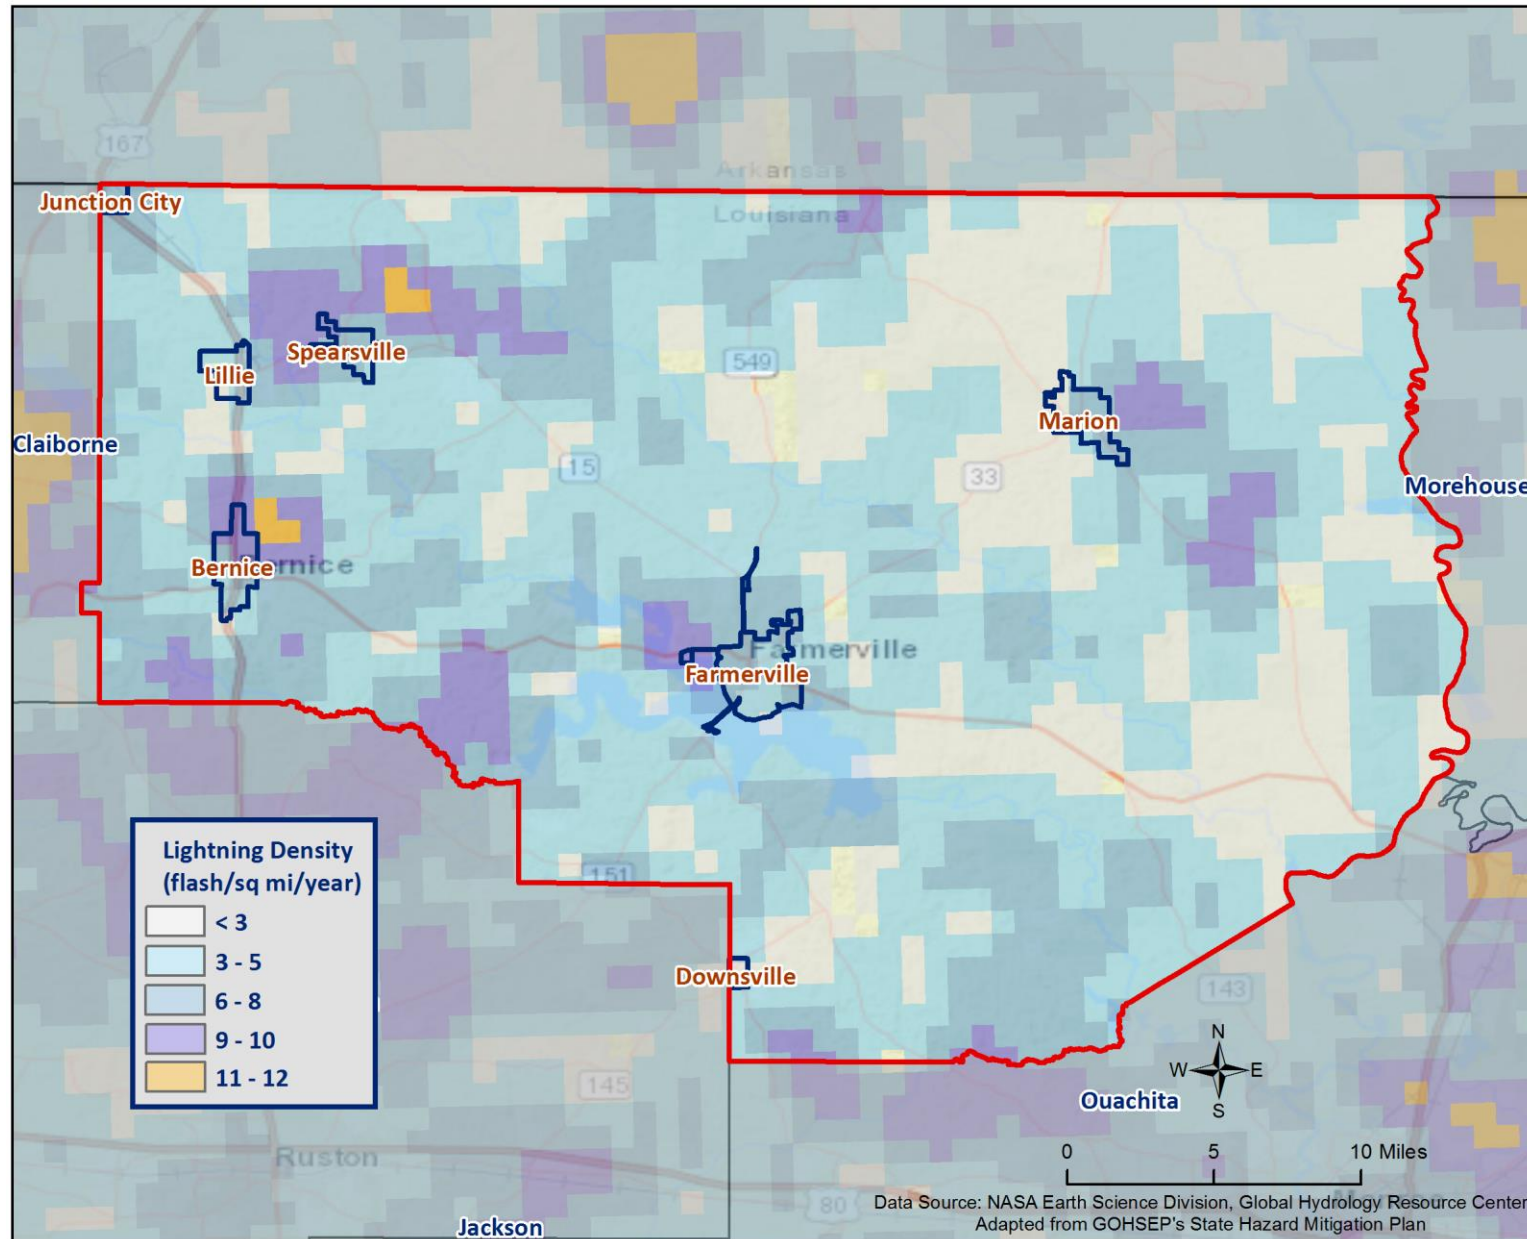 167
Arkansas
Junction City
Louisiana
549
Spearsville
Lillie
Marion
Claiborne
15
33
Morehouse
Bernice
Bernice
Farmerville
Farmerville
Lightning Density
(flash/sq mi/year)
< 3
3 - 5
6 - 8
9 - 10
11 - 12
151
Downsville
143
N
W
E
S
145
Ouachita
0 5 10 Miles
Ruston
80
Monroe
Data Source: NASA Earth Science Division, Global Hydrology Resource Center
Adapted from GOHSEP's State Hazard Mitigation Plan
Jackson